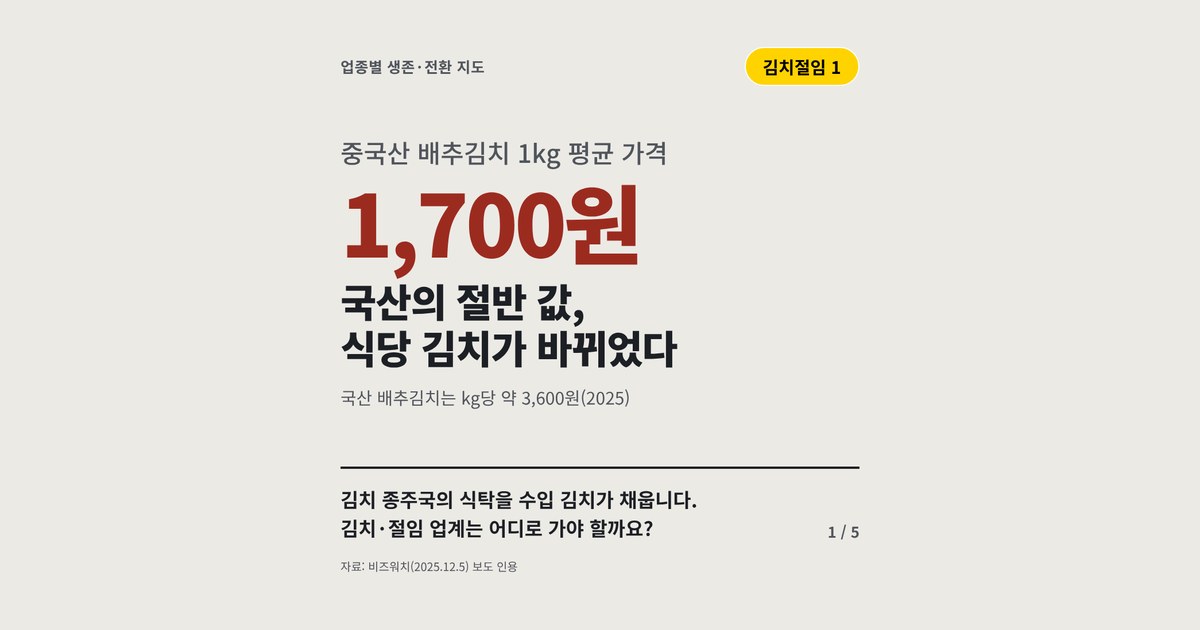 업종별 생존·전환 지도
김치절임 1
중국산 배추김치 1kg 평균 가격
1,700원
국산의 절반 값,
식당 김치가 바뀌었다
국산 배추김치는 kg당 약 3,600원(2025)
김치 종주국의 식탁을 수입 김치가 채웁니다.
김치·절임 업계는 어디로 가야 할까요?
1 / 5
자료: 비즈워치(2025.12.5) 보도 인용